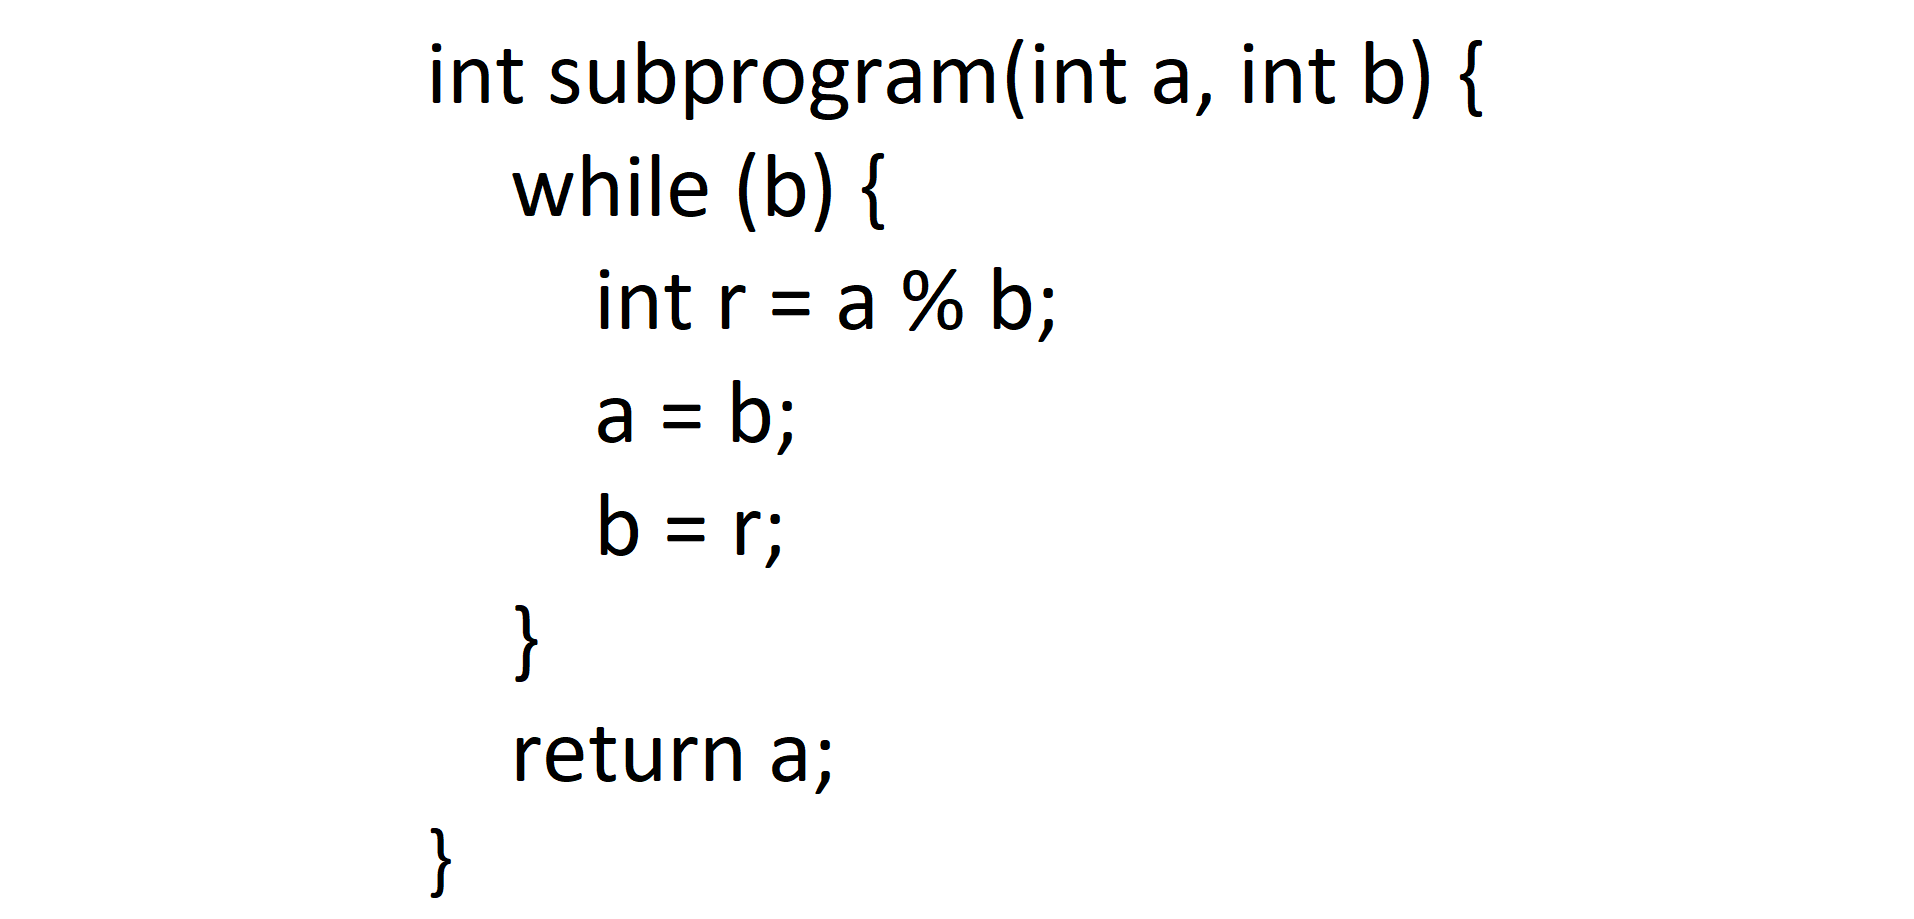 int subprogram(int a, int b) {
while (b) {
int r = a % b;
a = b;
b = r;
}
return a;
}